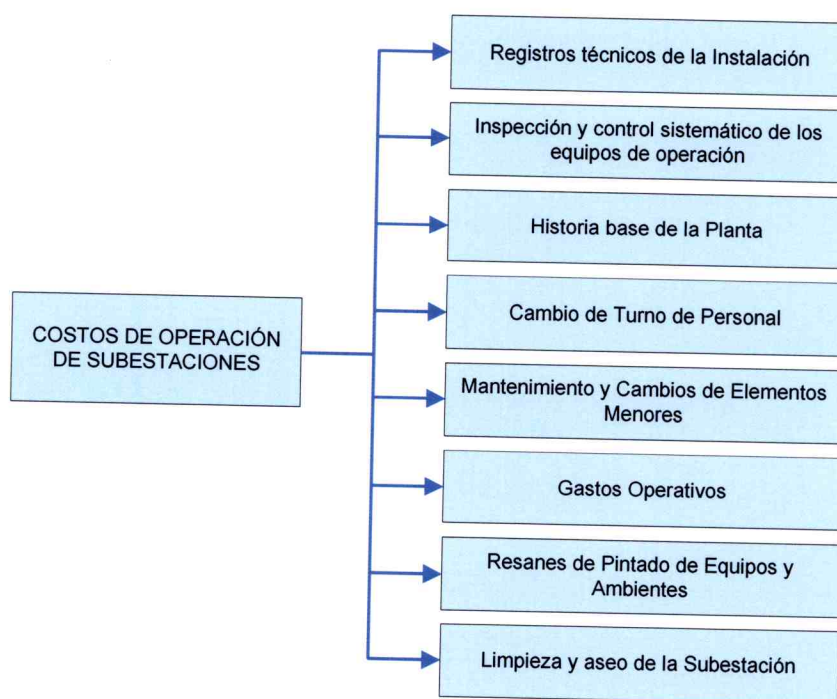 Registros técnicos de la Instalación
Inspección y control sistemático de los
equipos de operación
Historia base de la Planta
Cambio de Turno de Personal
COSTOS DE OPERACIÓN
DE SUBESTACIONES
Mantenimiento y Cambios de Elementos
Menores
Gastos Operativos
Resanes de Pintado de Equipos y
Ambientes
Limpieza y aseo de la Subestación